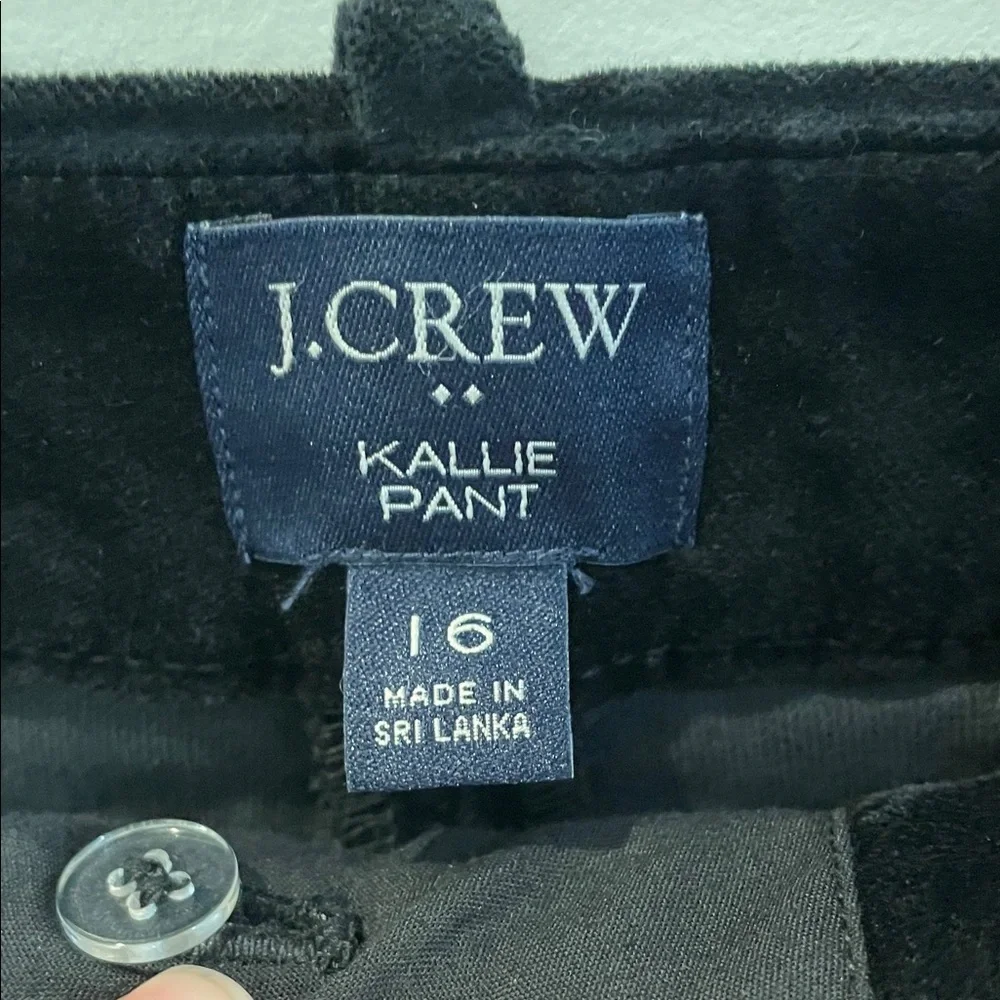 J.CREW
KALLIE
PANT
16
MADE IN
SRI LANKA